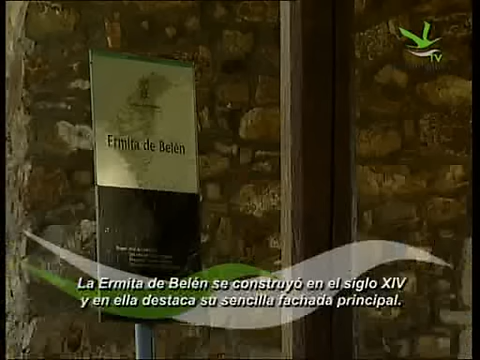 TV
Ermita de Belén
La Ermita de Belén se construyó en el siglo XIV
y en ella destaca su sencilla fachada principal.